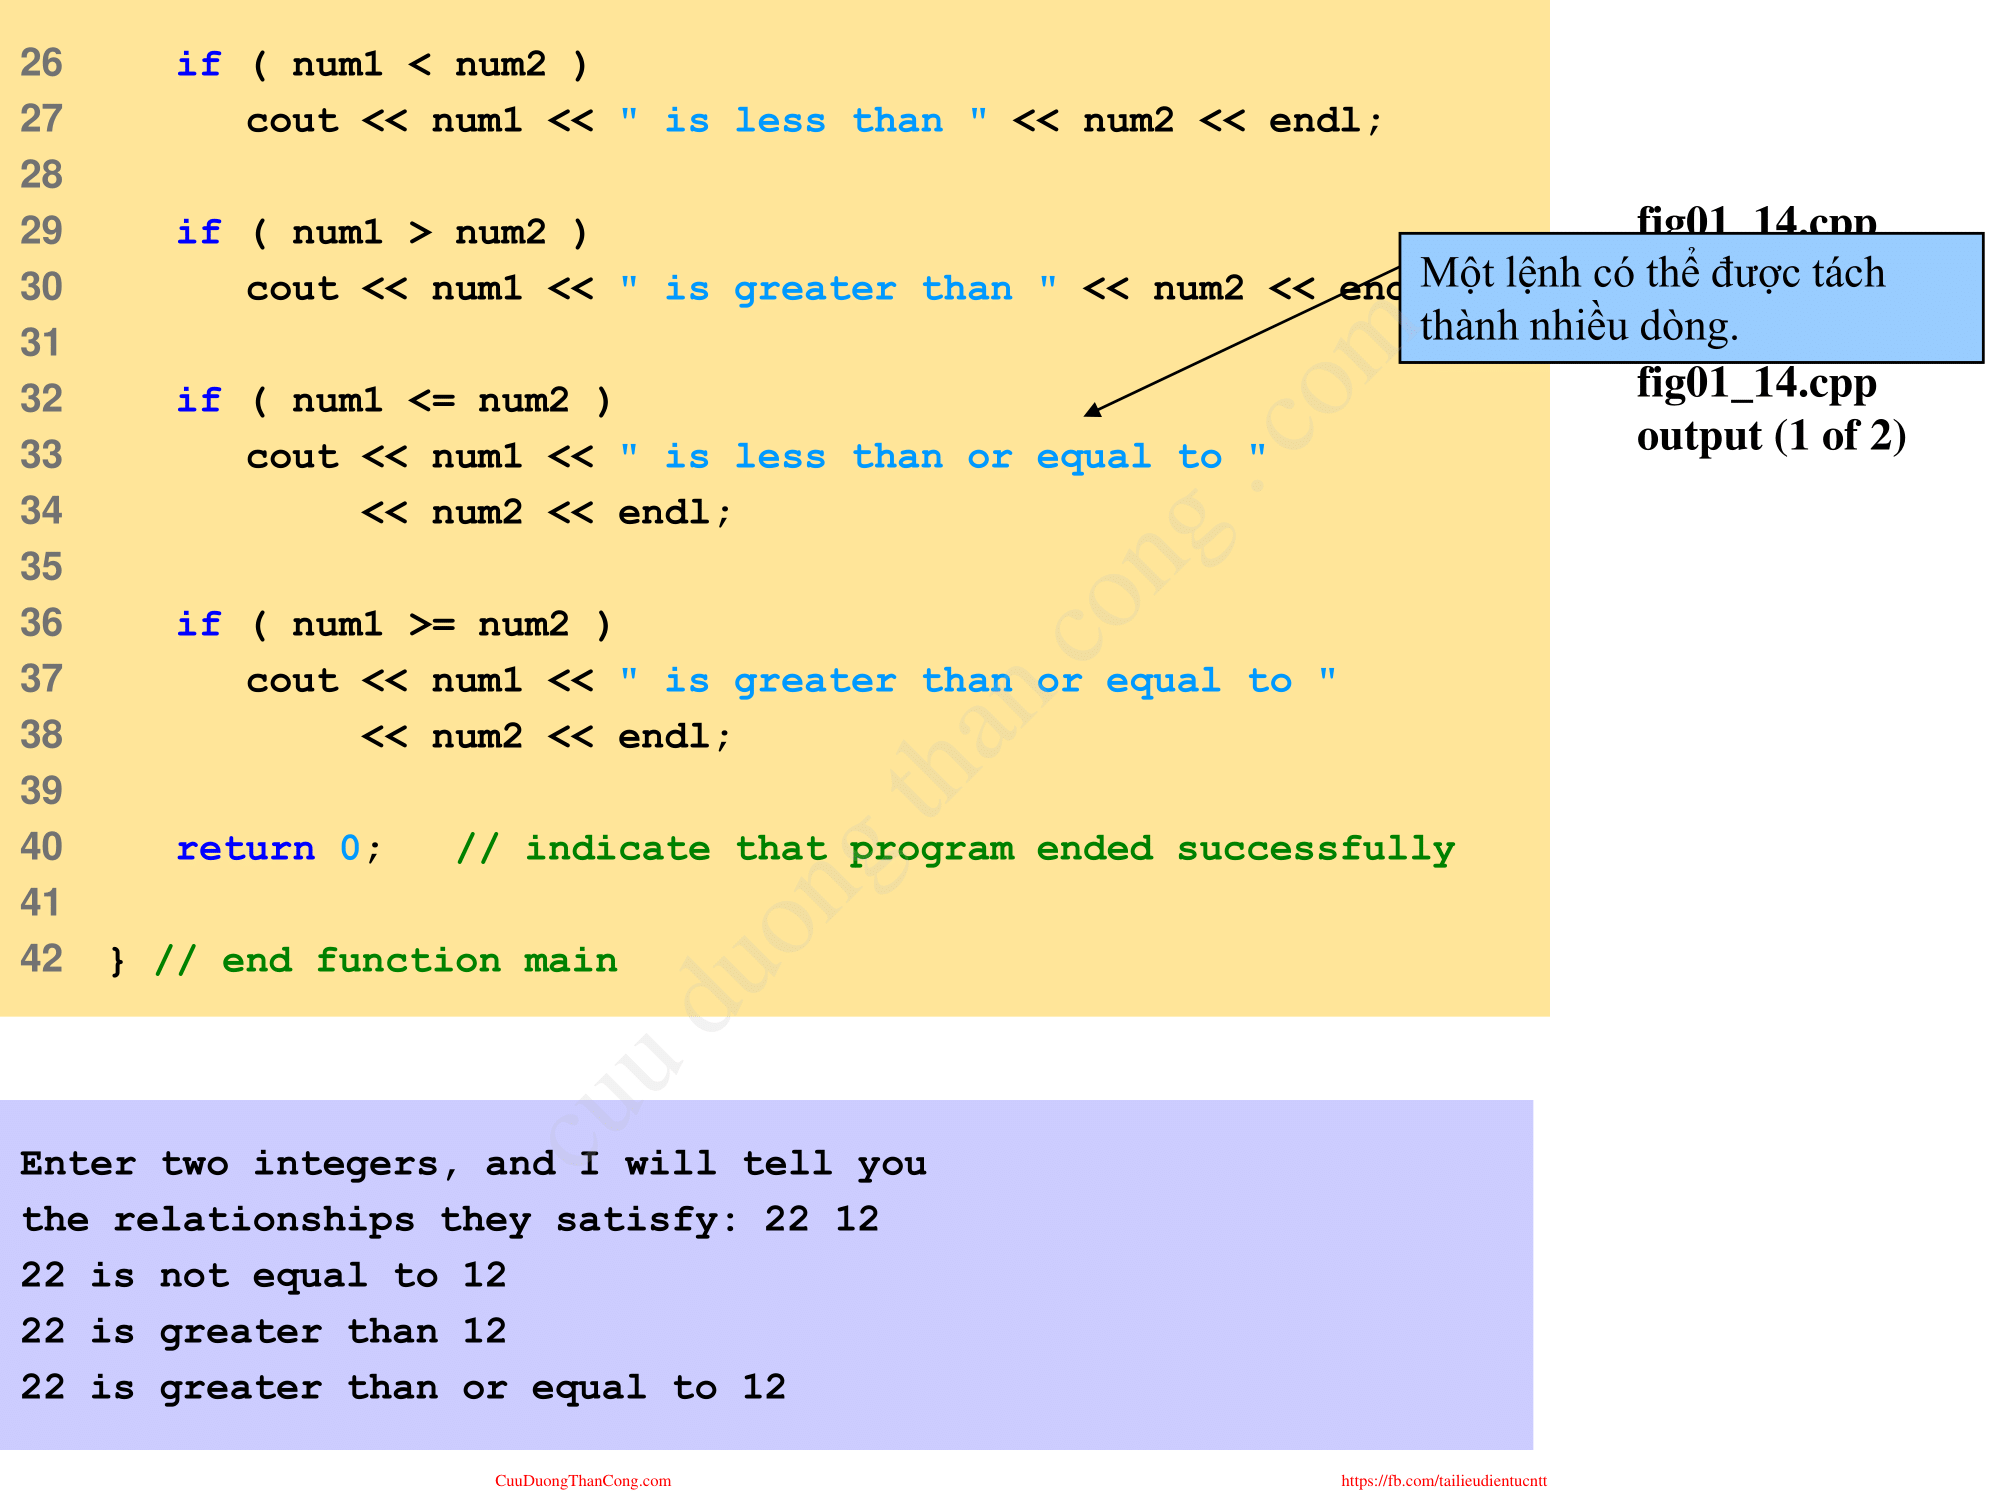 26 if ( num1 < num2 )
27 cout << num1 << " is less than " << num2 << endl;
28
29 if ( num1 > num2 )
30 cout << num1 << " is greater than " << num2 << end
31
32 if ( num1 <= num2 )
33 cout << num1 << " is less than or equal to "
34 << num2 << endl;
35
36 if ( num1 >= num2 )
37 cout << num1 << " is greater than or equal to "
38 << num2 << endl;
39
40 return 0; // indicate that program ended successfully
41
42 } // end function main
fig01_14.cpp
Một lệnh có thể được tách
thành nhiều dòng.
fig01_14.cpp
output (1 of 2)
Enter two integers, and I will tell you
the relationships they satisfy: 22 12
22 is not equal to 12
22 is greater than 12
22 is greater than or equal to 12
cuu duong than cong . com
CuuDuongThanCong.com
https://fb.com/tailieudientucntt